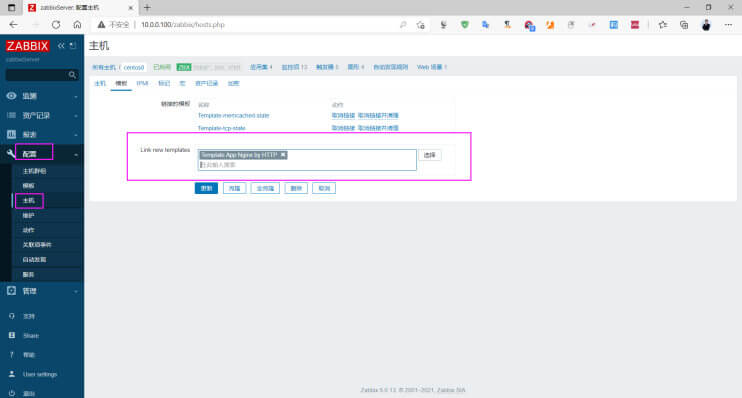 zabbixServer: 配置主机
不安全 | 10.0.0.100/zabbix/hosts.php
ZABBIX
zabbixServer
监测
资产记录
报表
配置
主机群组
模板
主机
维护
动作
关联项事件
自动发现
服务
管理
支持
Share
帮助
User settings
退出
主机
所有主机 / centos8 已启用 ZBX SNMP JMX IPMI 应用集 4 监控项 13 触发器 5 图形 4 自动发现规则 Web 场景 1
主机 模板 IPMI 标记 宏 资产记录 加密
链接的模板 名称 动作
Template-memcached.state 取消链接 取消链接并清理
Template-tcp-state 取消链接 取消链接并清理
Link new templates Template App Nginx by HTTP 选择
在此输入搜索
更新 克隆 全克隆 删除 取消
Zabbix 5.0.13. © 2001–2021, Zabbix SIA